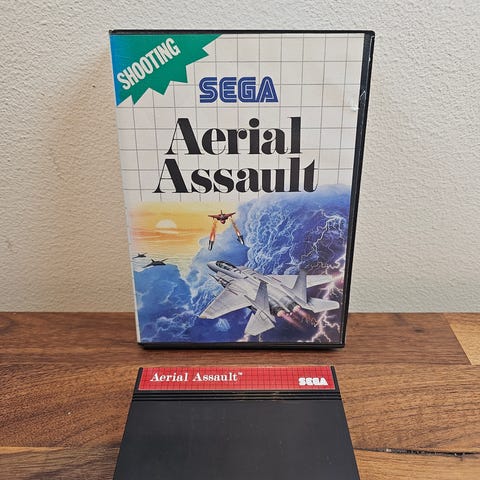 SHOOTING
SEGA
Aerial
Assault
Aerial Assault™
SEGA